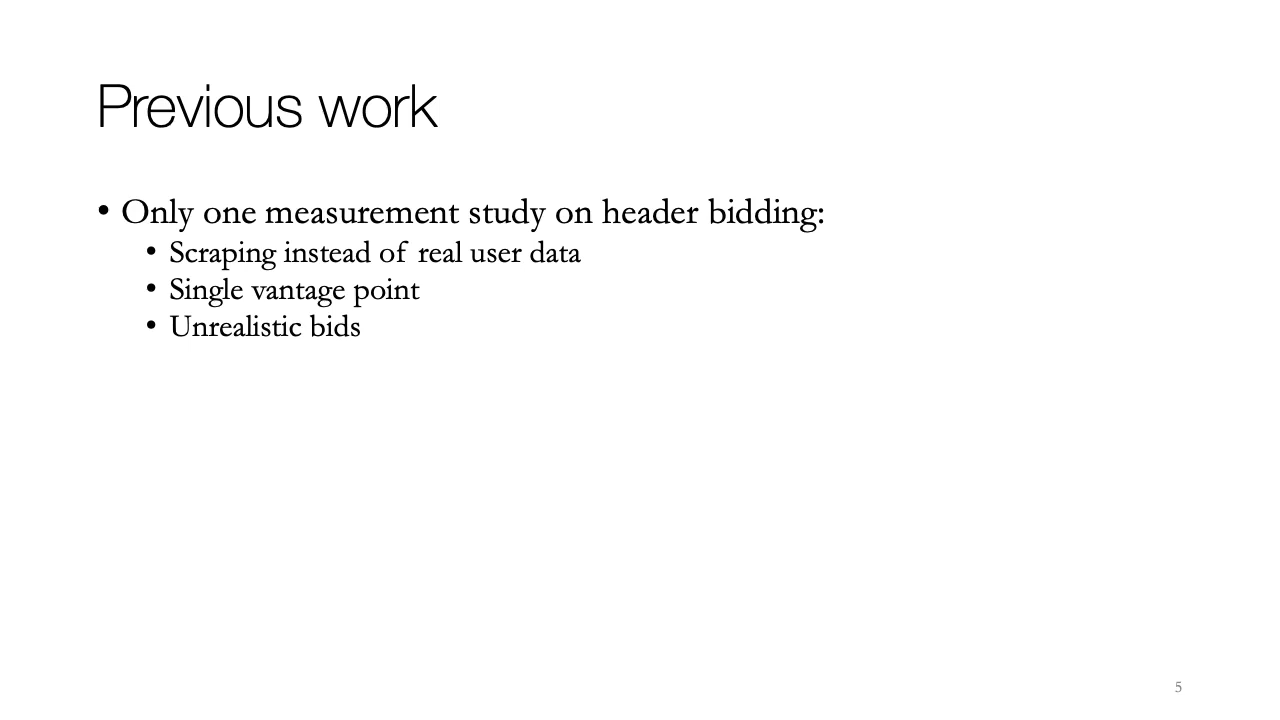 Previous work
• Only one measurement study on header bidding:
• Scraping instead of real user data
• Single vantage point
• Unrealistic bids
5